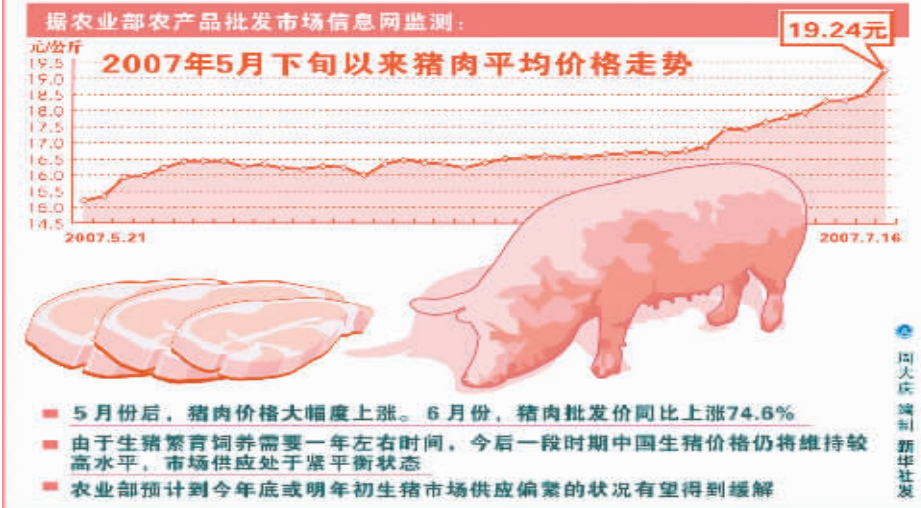 据农业部农产品批发市场信息网监测：
19.24元
元/公斤
2007年5月下旬以来猪肉平均价格走势
19.5
19.0
18.5
18.0
17.5
17.0
16.5
16.0
15.5
15.0
14.5
2007.5.21
2007.7.16
5月份后，猪肉价格大幅度上涨。6月份，猪肉批发价同比上涨74.6%
由于生猪繁育饲养需要一年左右时间，今后一段时期中国生猪价格仍将维持较
高水平，市场供应处于紧平衡状态
农业部预计到今年底或明年初生猪市场供应偏紧的状况有望得到缓解
周大庆 编制 新华社发